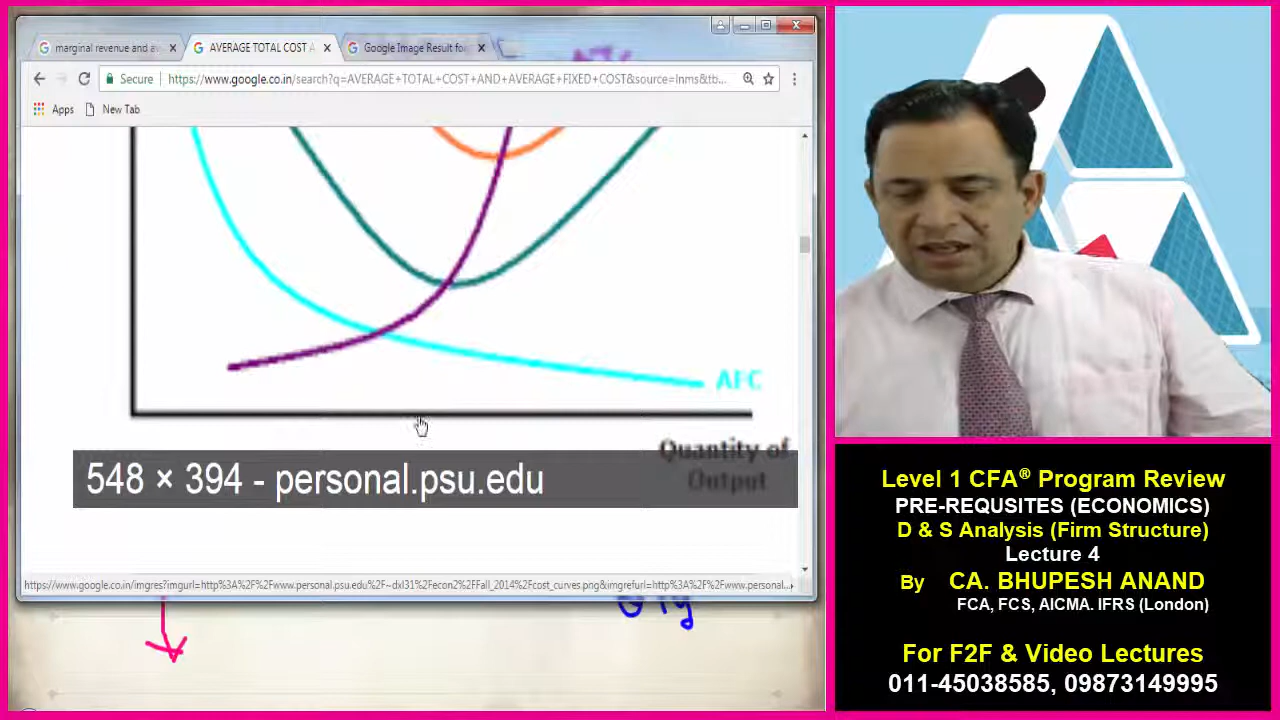 margina revenue and av
AVERAGE TOTAL COST A
Google Image Result fo
Secure
https://www.google.co.in/search?q=AVERAGE+TOTAL+COST+AND+AVERAGE+FIXED+COST&source=lnms&tb...
Apps
New Tab
AFC
Quantity of
Output
548 × 394 - personal.psu.edu
https://www.google.co.in/imgres?imgurl=http%3A%2F%2Fwww.personal.psu.edu%2F~dxl31%2Fecon2%2FFall_2014%2Fcost_curves.png&imgrefurl=http%3A%2F%2Fwww.personal...
Qty
Level 1 CFA® Program Review
PRE-REQUSITES (ECONOMICS)
D & S Analysis (Firm Structure)
Lecture 4
By CA. BHUPESH ANAND
FCA, FCS, AICMA. IFRS (London)
For F2F & Video Lectures
011-45038585, 09873149995